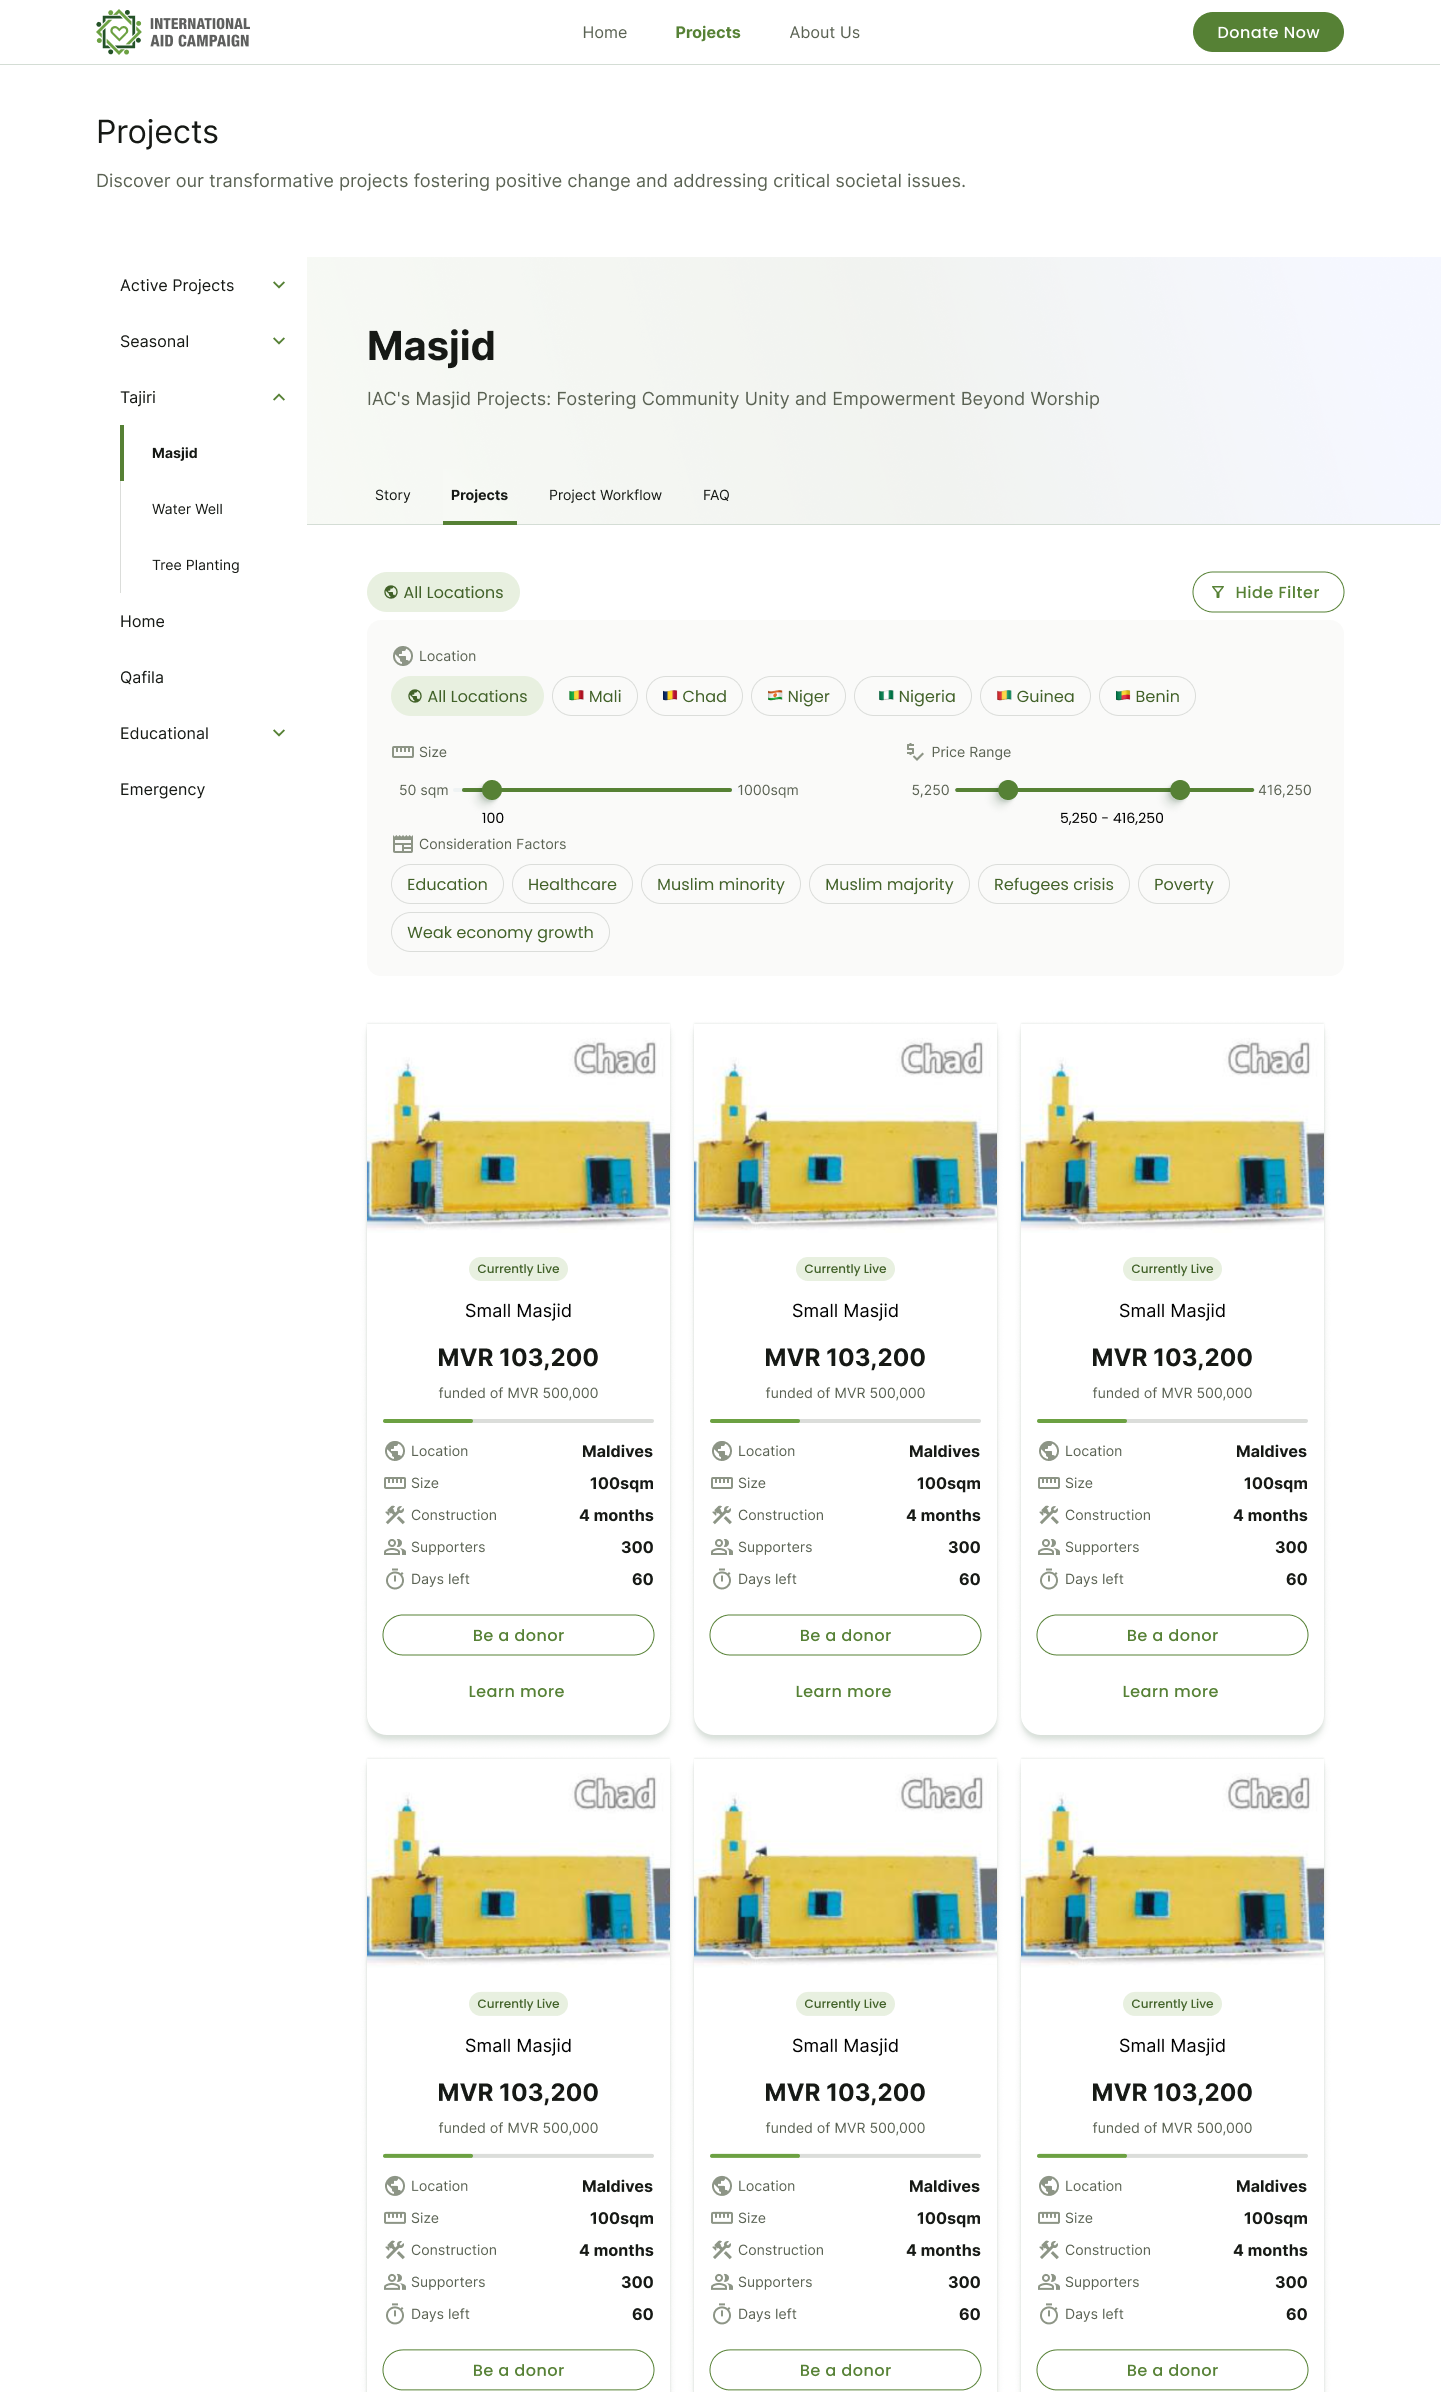 INTERNATIONAL
AID CAMPAIGN
Home
Projects
About Us
Donate Now
Projects
Discover our transformative projects fostering positive change and addressing critical societal issues.
Active Projects
Seasonal
Tajiri
Masjid
Water Well
Tree Planting
Home
Qafila
Educational
Emergency
Masjid
IAC's Masjid Projects: Fostering Community Unity and Empowerment Beyond Worship
Story
Projects
Project Workflow
FAQ
All Locations
Hide Filter
Location
All Locations
Mali
Chad
Niger
Nigeria
Guinea
Benin
Size
50 sqm
1000sqm
100
Price Range
5,250
416,250
5,250 - 416,250
Consideration Factors
Education
Healthcare
Muslim minority
Muslim majority
Refugees crisis
Poverty
Weak economy growth
Chad
Currently Live
Small Masjid
MVR 103,200
funded of MVR 500,000
Location Maldives
Size 100sqm
Construction 4 months
Supporters 300
Days left 60
Be a donor
Learn more
Chad
Currently Live
Small Masjid
MVR 103,200
funded of MVR 500,000
Location Maldives
Size 100sqm
Construction 4 months
Supporters 300
Days left 60
Be a donor
Learn more
Chad
Currently Live
Small Masjid
MVR 103,200
funded of MVR 500,000
Location Maldives
Size 100sqm
Construction 4 months
Supporters 300
Days left 60
Be a donor
Learn more
Chad
Currently Live
Small Masjid
MVR 103,200
funded of MVR 500,000
Location Maldives
Size 100sqm
Construction 4 months
Supporters 300
Days left 60
Be a donor
Chad
Currently Live
Small Masjid
MVR 103,200
funded of MVR 500,000
Location Maldives
Size 100sqm
Construction 4 months
Supporters 300
Days left 60
Be a donor
Chad
Currently Live
Small Masjid
MVR 103,200
funded of MVR 500,000
Location Maldives
Size 100sqm
Construction 4 months
Supporters 300
Days left 60
Be a donor